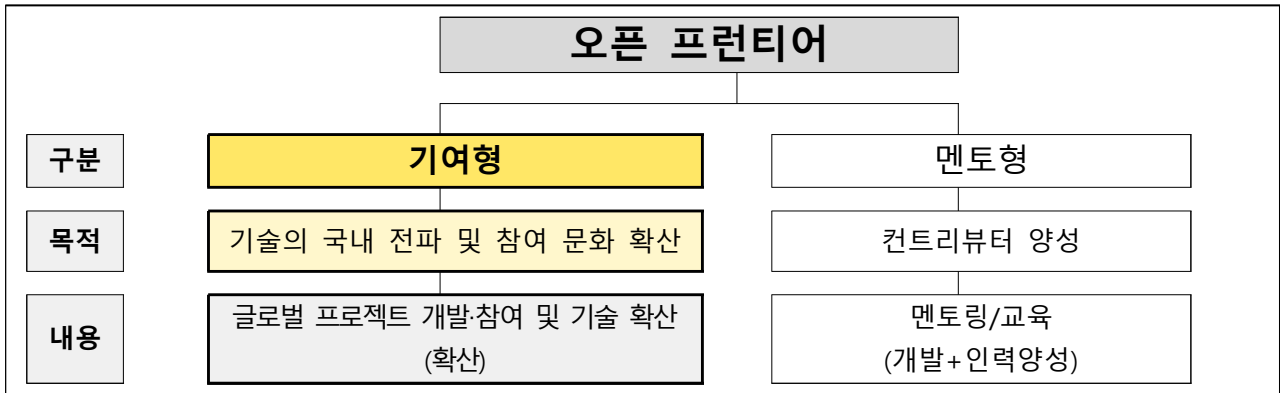 오픈 프런티어
구분
기여형
멘토형
목적
기술의 국내 전파 및 참여 문화 확산
컨트리뷰터 양성
내용
글로벌 프로젝트 개발·참여 및 기술 확산
(확산)
멘토링/교육
(개발+인력양성)